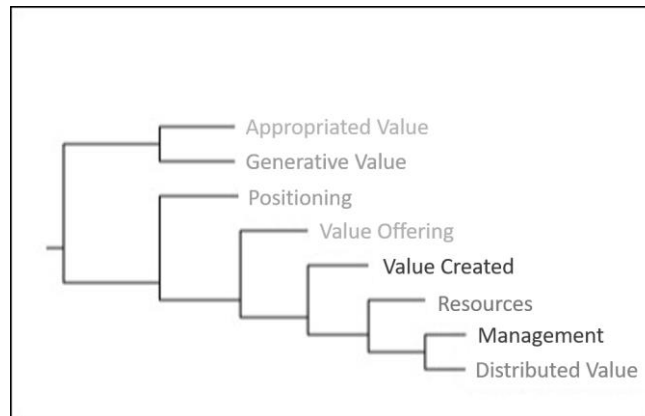 Appropriated Value
Generative Value
Positioning
Value Offering
Value Created
Resources
Management
Distributed Value